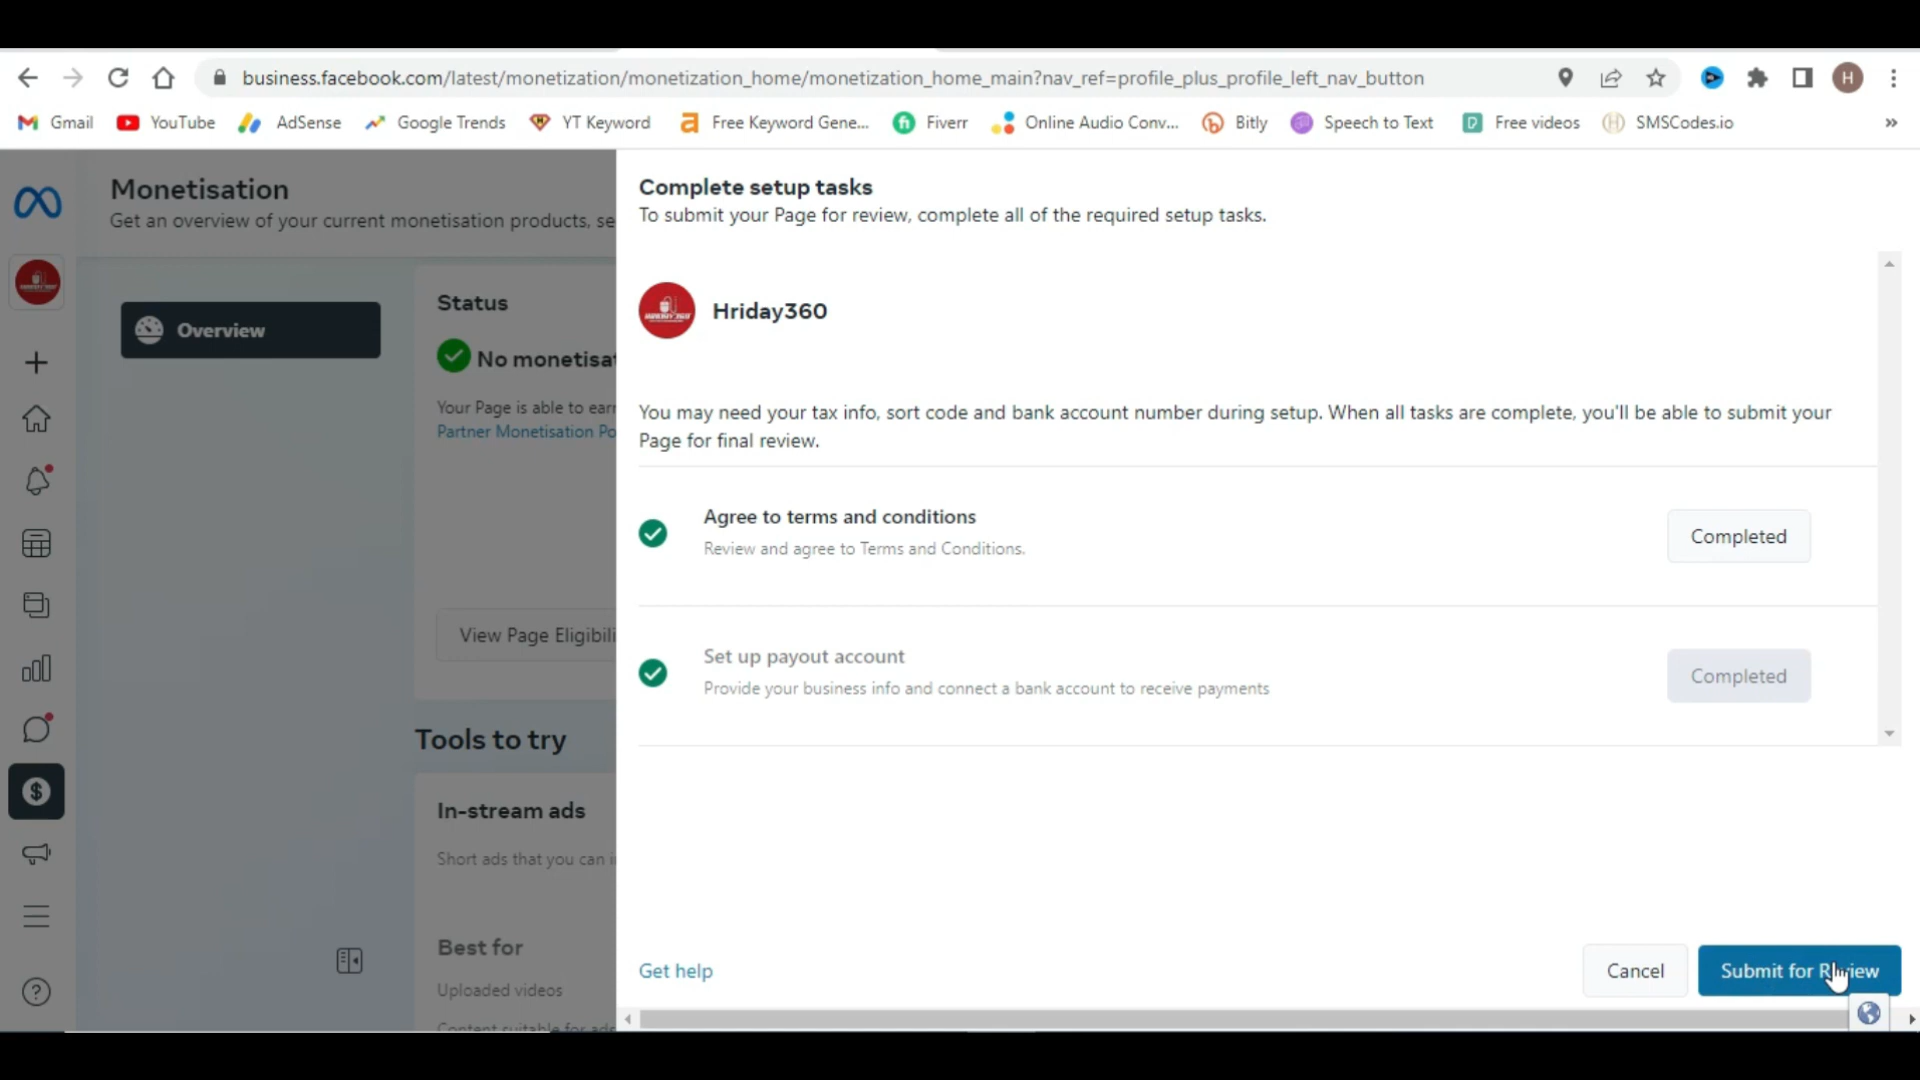 business.facebook.com/latest/monetization/monetization_home/monetization_home_main?nav_ref=profile_plus_profile_left_nav_button
H
Gmail YouTube AdSense Google Trends YT Keyword Free Keyword Gene... Fiverr Online Audio Conv... Bitly Speech to Text Free videos SMSCodes.io »
Monetisation
Get an overview of your current monetisation products, se
Overview
Status
No monetisat
Your Page is able to earn
Partner Monetisation Po
View Page Eligibili
Tools to try
In-stream ads
Short ads that you can i
Best for
Uploaded videos
Content suitable for ads
Complete setup tasks
To submit your Page for review, complete all of the required setup tasks.
Hriday360
You may need your tax info, sort code and bank account number during setup. When all tasks are complete, you'll be able to submit your
Page for final review.
Agree to terms and conditions
Review and agree to Terms and Conditions.
Completed
Set up payout account
Provide your business info and connect a bank account to receive payments
Completed
Get help
Cancel
Submit for Review